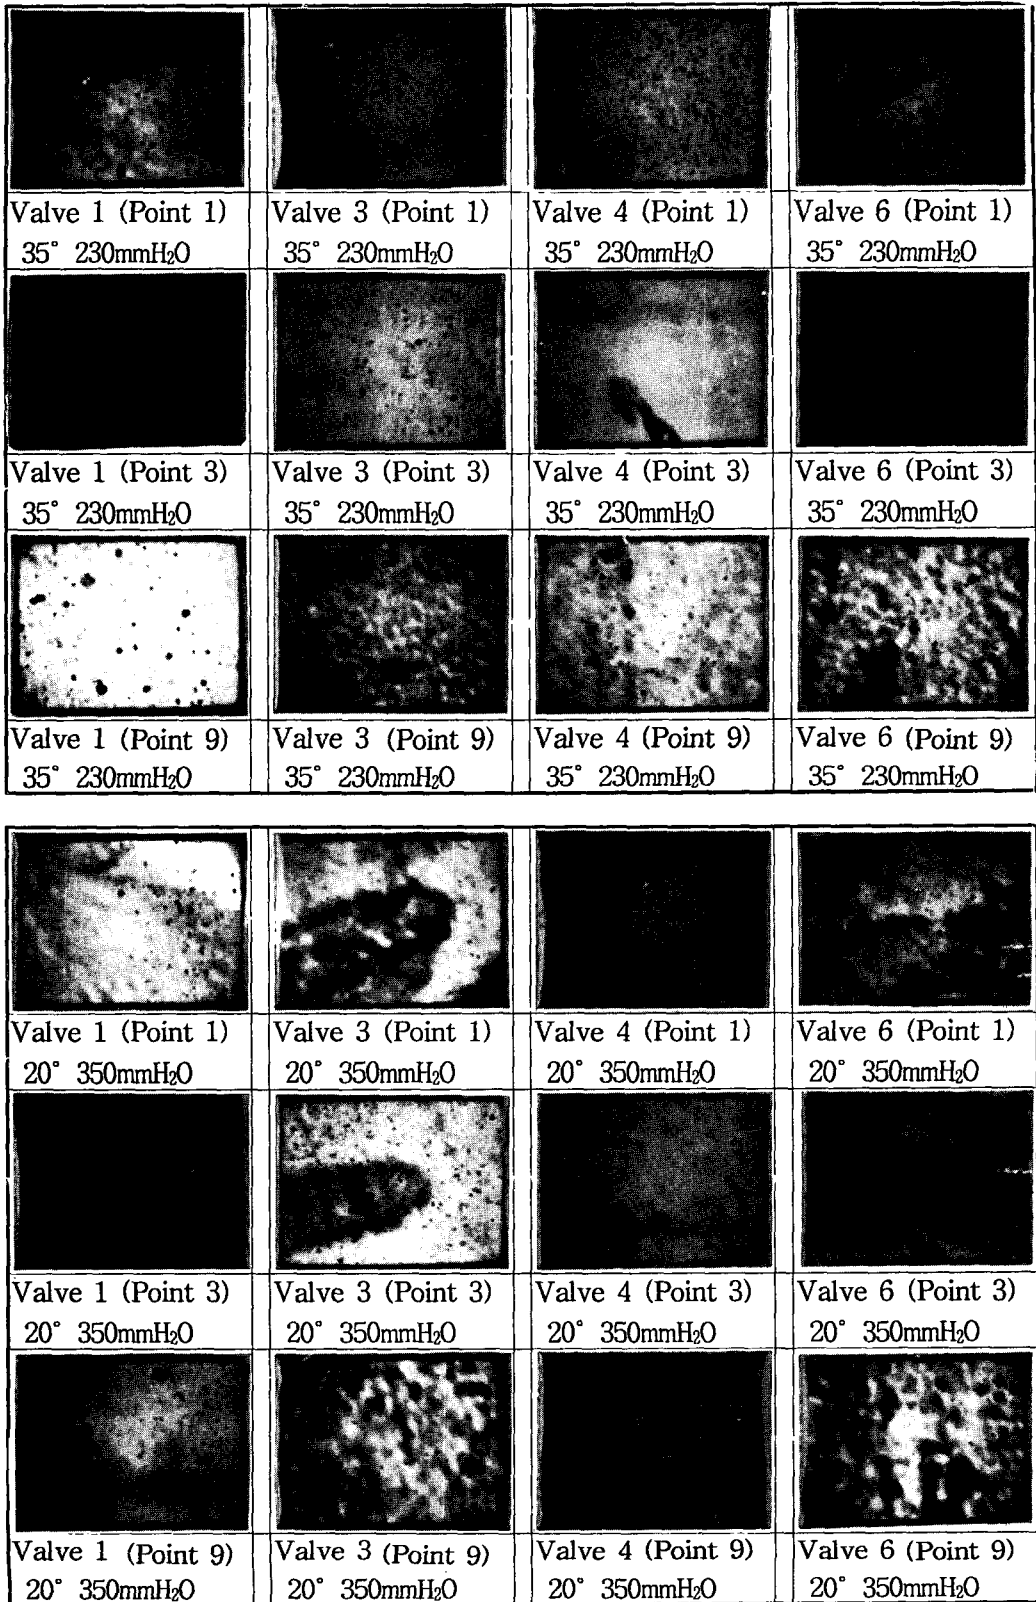 Valve 1 (Point 1)
35° 230mmH₂O
Valve 3 (Point 1)
35° 230mmH₂O
Valve 4 (Point 1)
35° 230mmH₂O
Valve 6 (Point 1)
35° 230mmH₂O
Valve 1 (Point 3)
35° 230mmH₂O
Valve 3 (Point 3)
35° 230mmH₂O
Valve 4 (Point 3)
35° 230mmH₂O
Valve 6 (Point 3)
35° 230mmH₂O
Valve 1 (Point 9)
35° 230mmH₂O
Valve 3 (Point 9)
35° 230mmH₂O
Valve 4 (Point 9)
35° 230mmH₂O
Valve 6 (Point 9)
35° 230mmH₂O
Valve 1 (Point 1)
20° 350mmH₂O
Valve 3 (Point 1)
20° 350mmH₂O
Valve 4 (Point 1)
20° 350mmH₂O
Valve 6 (Point 1)
20° 350mmH₂O
Valve 1 (Point 3)
20° 350mmH₂O
Valve 3 (Point 3)
20° 350mmH₂O
Valve 4 (Point 3)
20° 350mmH₂O
Valve 6 (Point 3)
20° 350mmH₂O
Valve 1 (Point 9)
20° 350mmH₂O
Valve 3 (Point 9)
20° 350mmH₂O
Valve 4 (Point 9)
20° 350mmH₂O
Valve 6 (Point 9)
20° 350mmH₂O